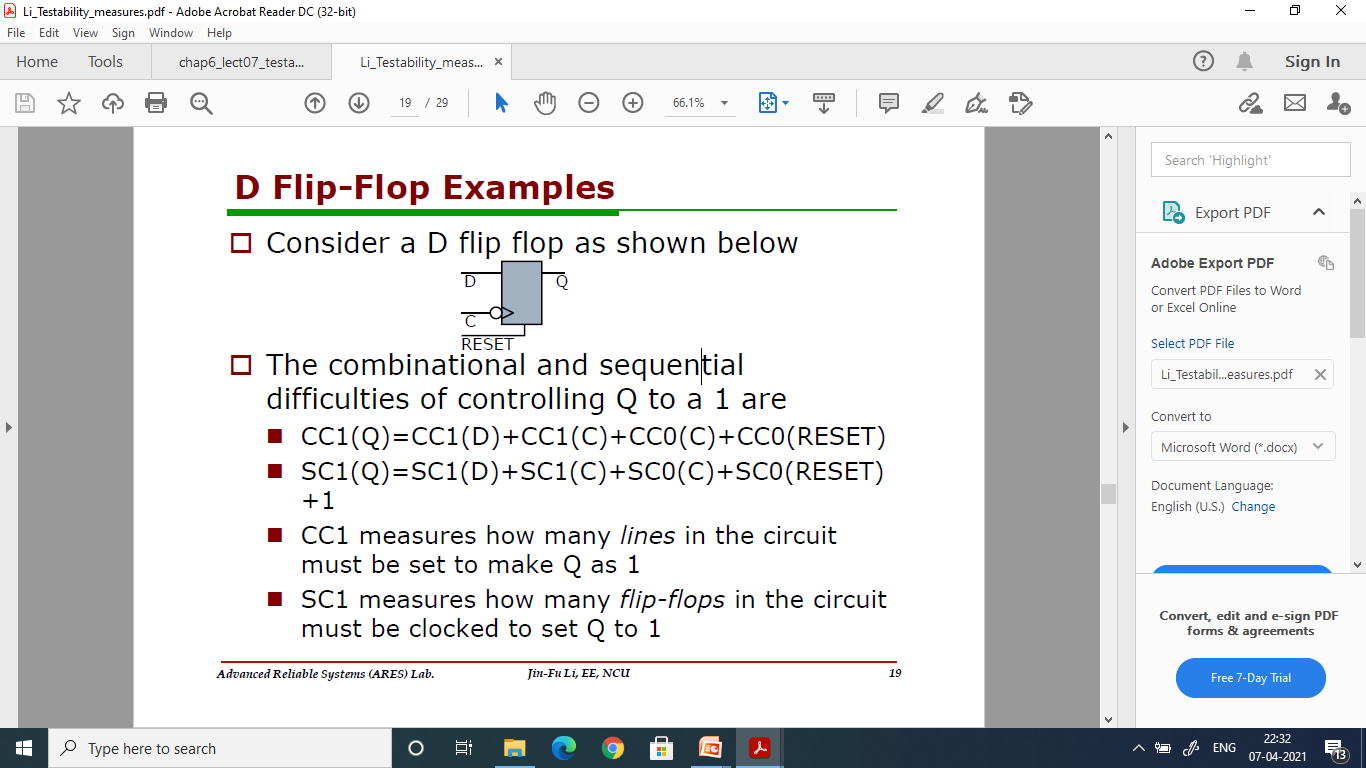 Li_Testability_measures.pdf - Adobe Acrobat Reader DC (32-bit)
File Edit View Sign Window Help
Home Tools chap6_lect07_testa... Li_Testability_meas... Sign In
19 / 29 66.1%
D Flip-Flop Examples
Consider a D flip flop as shown below
D Q
C
RESET
The combinational and sequential
difficulties of controlling Q to a 1 are
CC1(Q)=CC1(D)+CC1(C)+CC0(C)+CC0(RESET)
SC1(Q)=SC1(D)+SC1(C)+SC0(C)+SC0(RESET)
+1
CC1 measures how many lines in the circuit
must be set to make Q as 1
SC1 measures how many flip-flops in the circuit
must be clocked to set Q to 1
Advanced Reliable Systems (ARES) Lab. Jin-Fu Li, EE, NCU 19
Search 'Highlight'
Export PDF
Adobe Export PDF
Convert PDF Files to Word
or Excel Online
Select PDF File
Li_Testabil...easures.pdf
Convert to
Microsoft Word (*.docx)
Document Language:
English (U.S.) Change
Convert, edit and e-sign PDF
forms & agreements
Free 7-Day Trial
Type here to search
ENG
22:32
07-04-2021
13